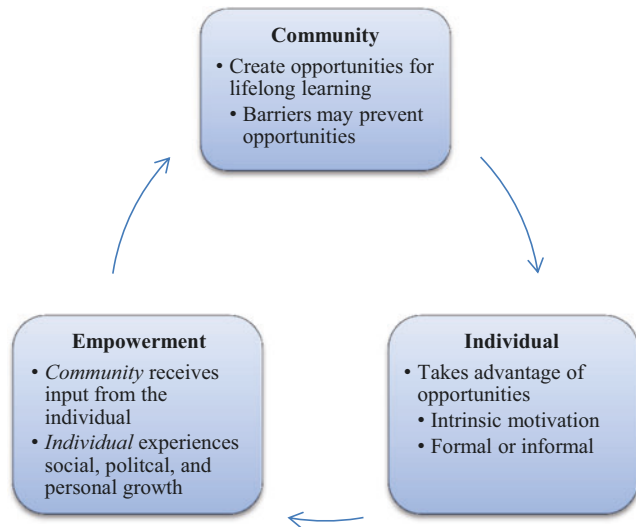 Community
• Create opportunities for
lifelong learning
• Barriers may prevent
opportunities
Individual
• Takes advantage of
opportunities
• Intrinsic motivation
• Formal or informal
Empowerment
• Community receives
input from the
individual
• Individual experiences
social, politcal, and
personal growth